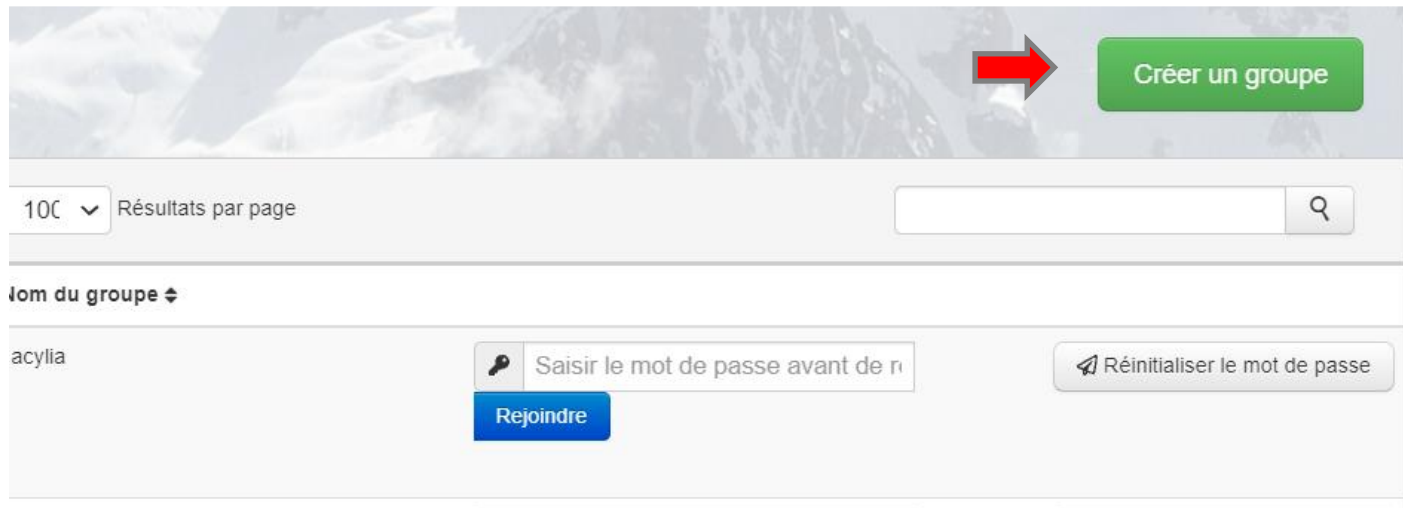 Créer un groupe
100 Résultats par page
Nom du groupe
acylia
Saisir le mot de passe avant de r
Réinitialiser le mot de passe
Rejoindre